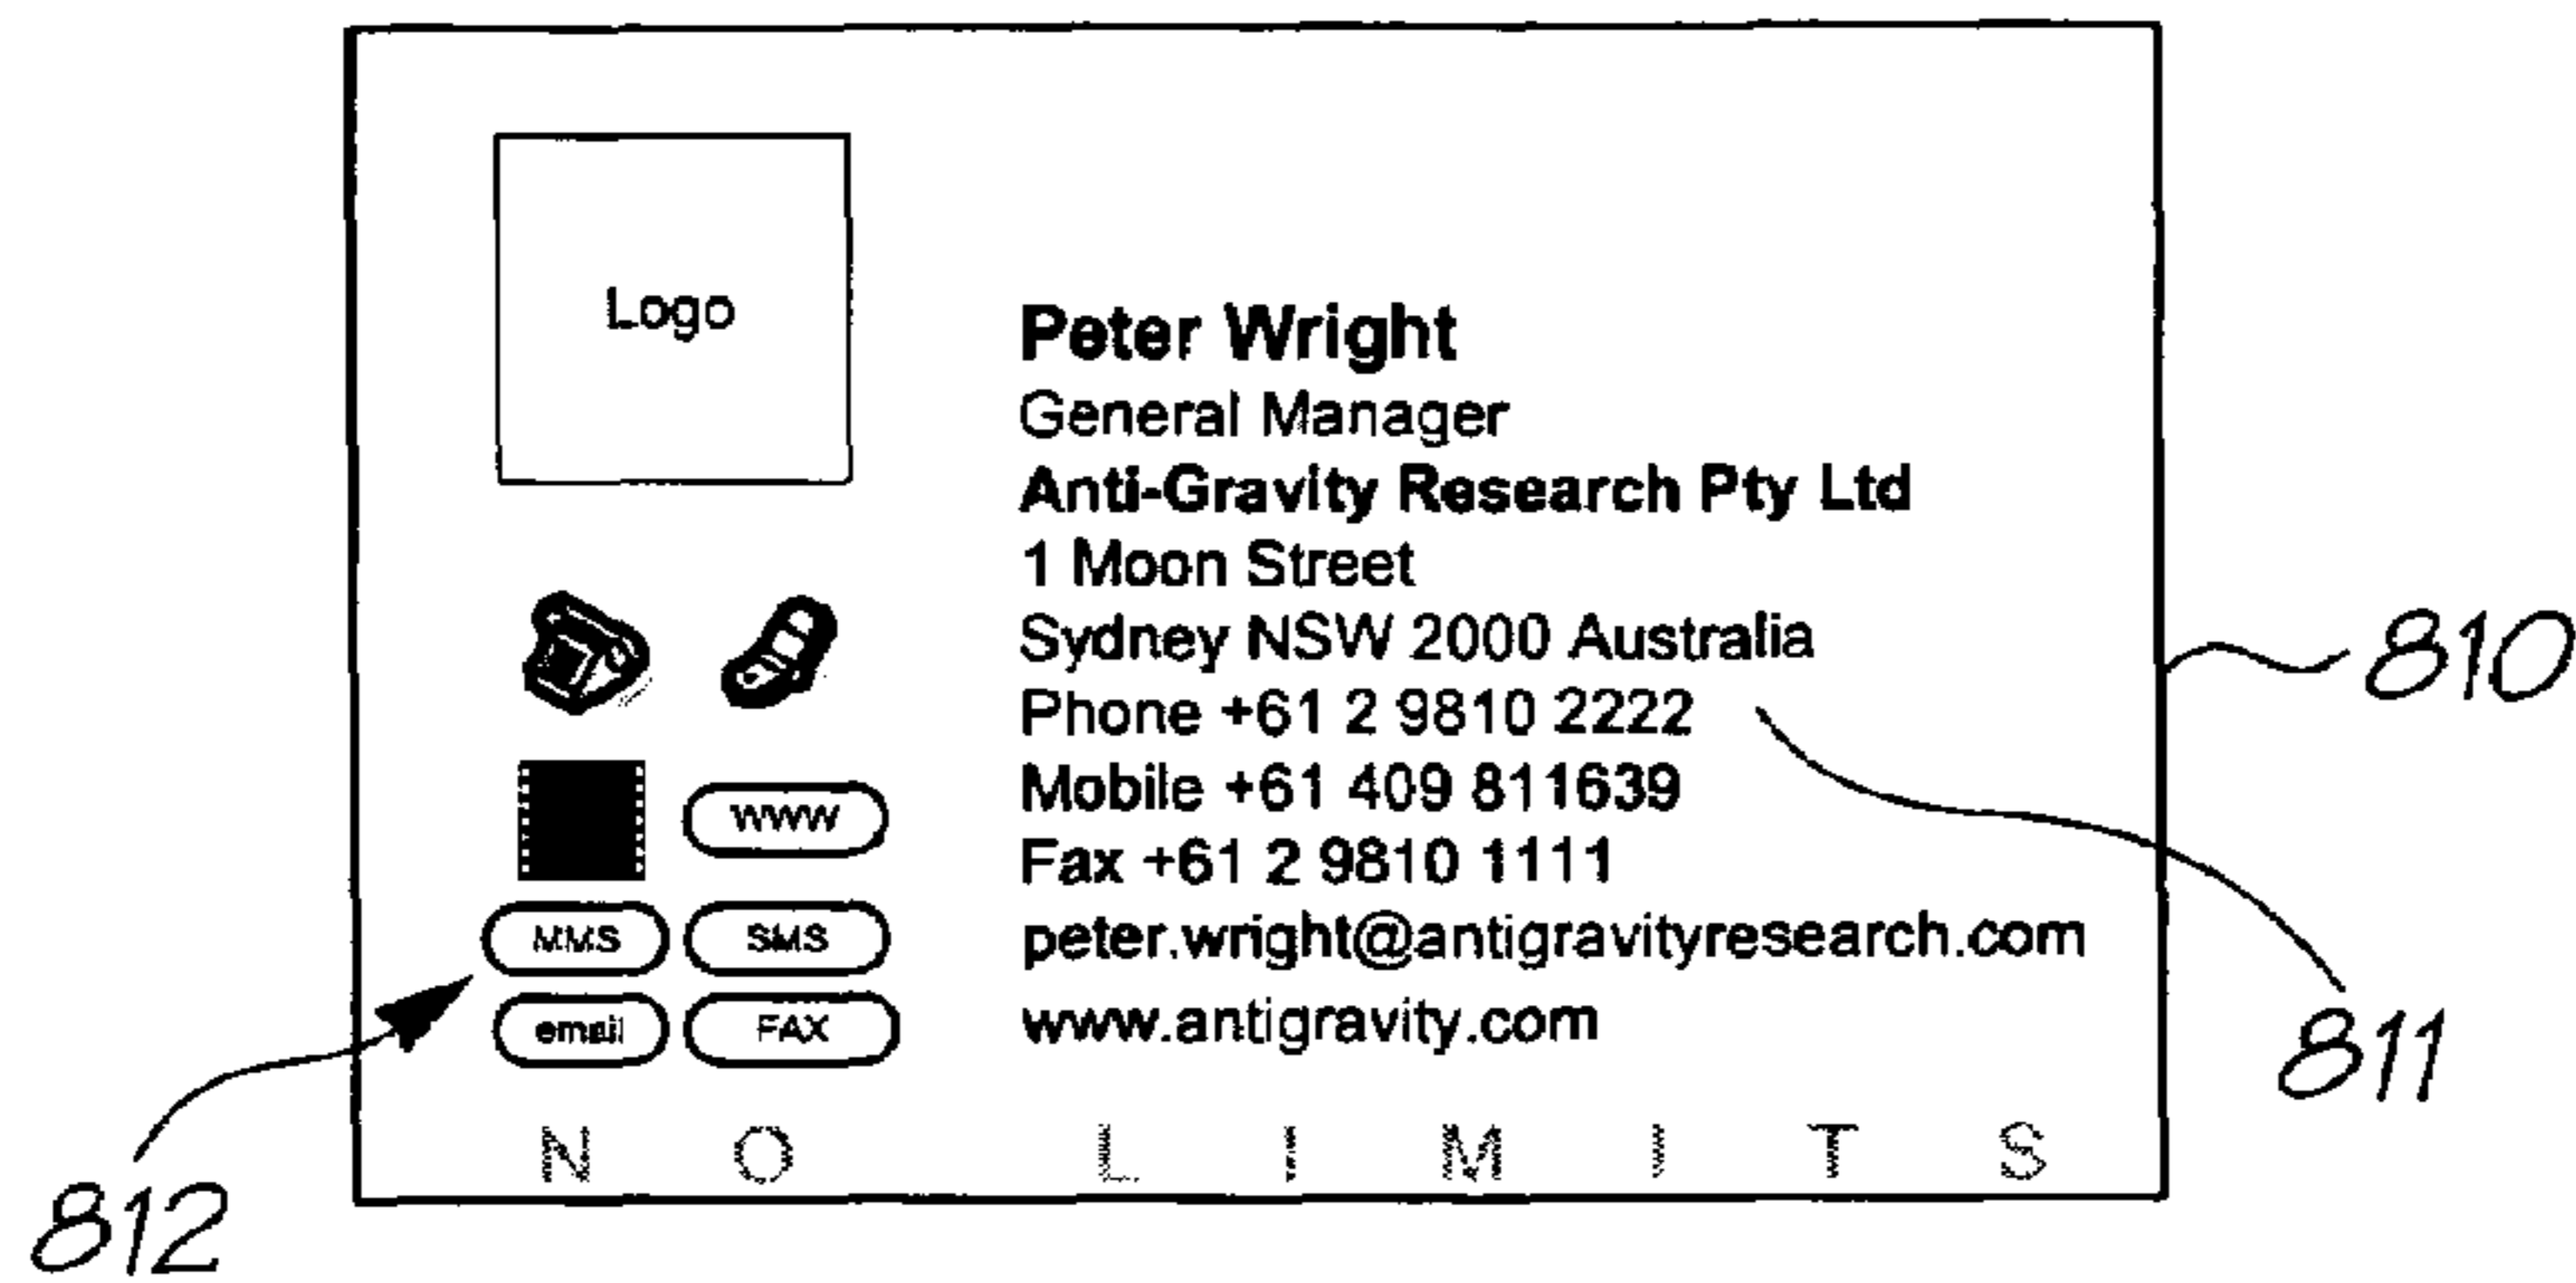 Logo
Peter Wright
General Manager
Anti-Gravity Research Pty Ltd
1 Moon Street
Sydney NSW 2000 Australia
Phone +61 2 9810 2222
Mobile +61 409 811639
Fax +61 2 9810 1111
peter.wright@antigravityresearch.com
www.antigravity.com
WWW
MMS SMS
email FAX
NO LIMITS
810
811
812